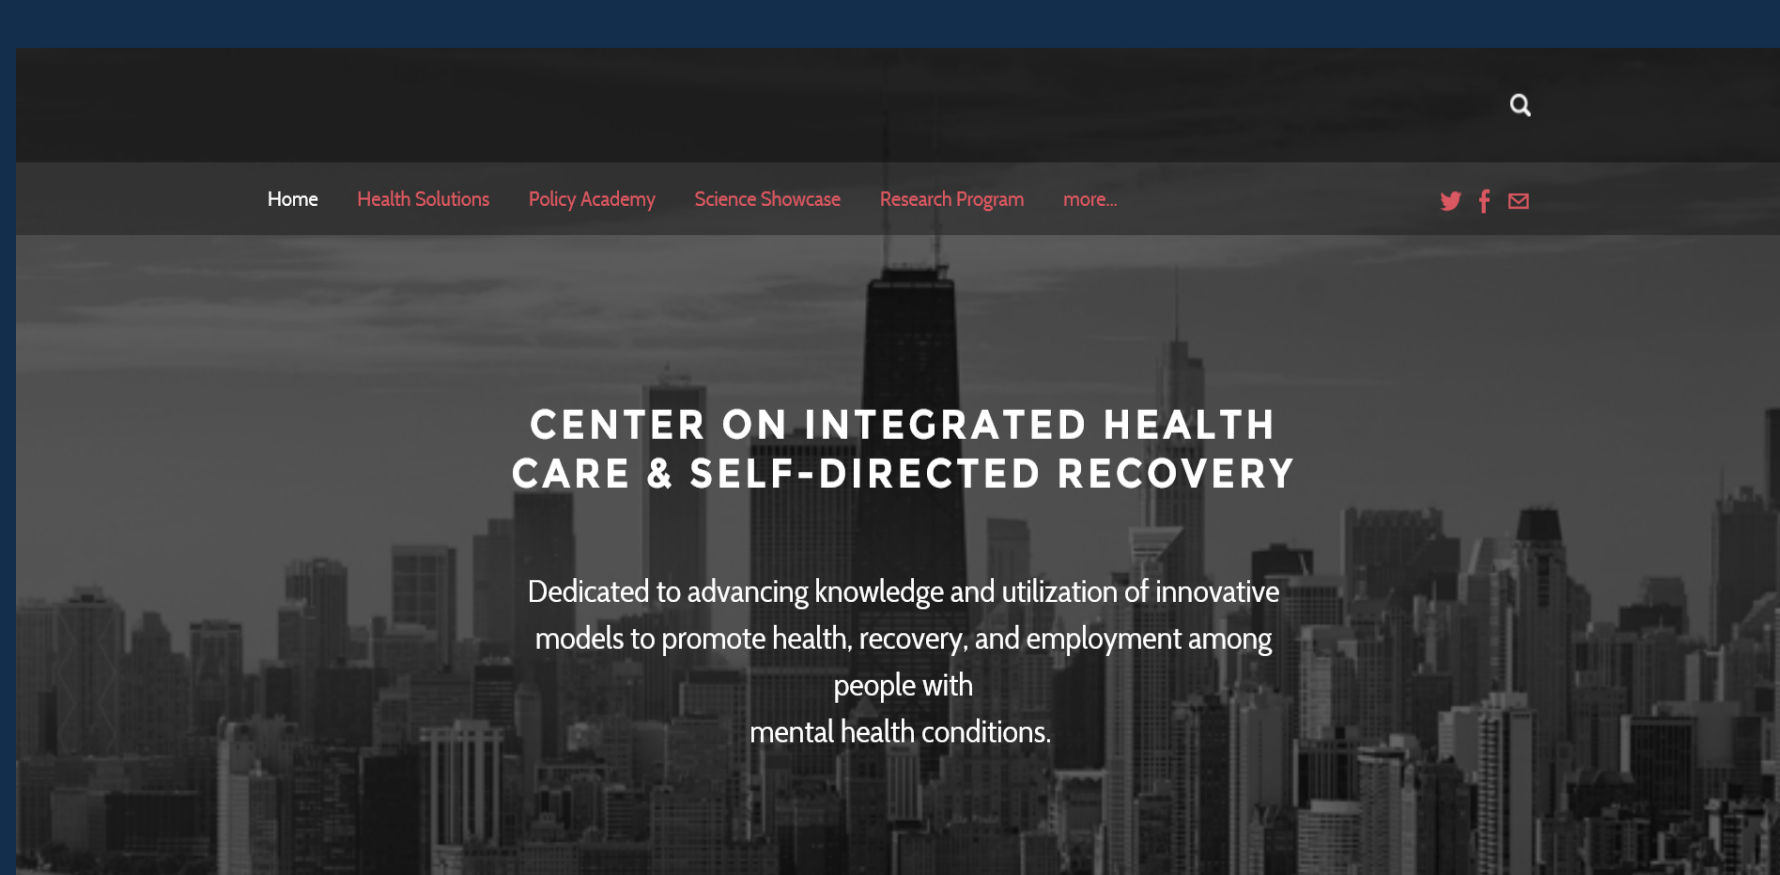 Home Health Solutions Policy Academy Science Showcase Research Program more...
CENTER ON INTEGRATED HEALTH
CARE & SELF-DIRECTED RECOVERY
Dedicated to advancing knowledge and utilization of innovative
models to promote health, recovery, and employment among
people with
mental health conditions.